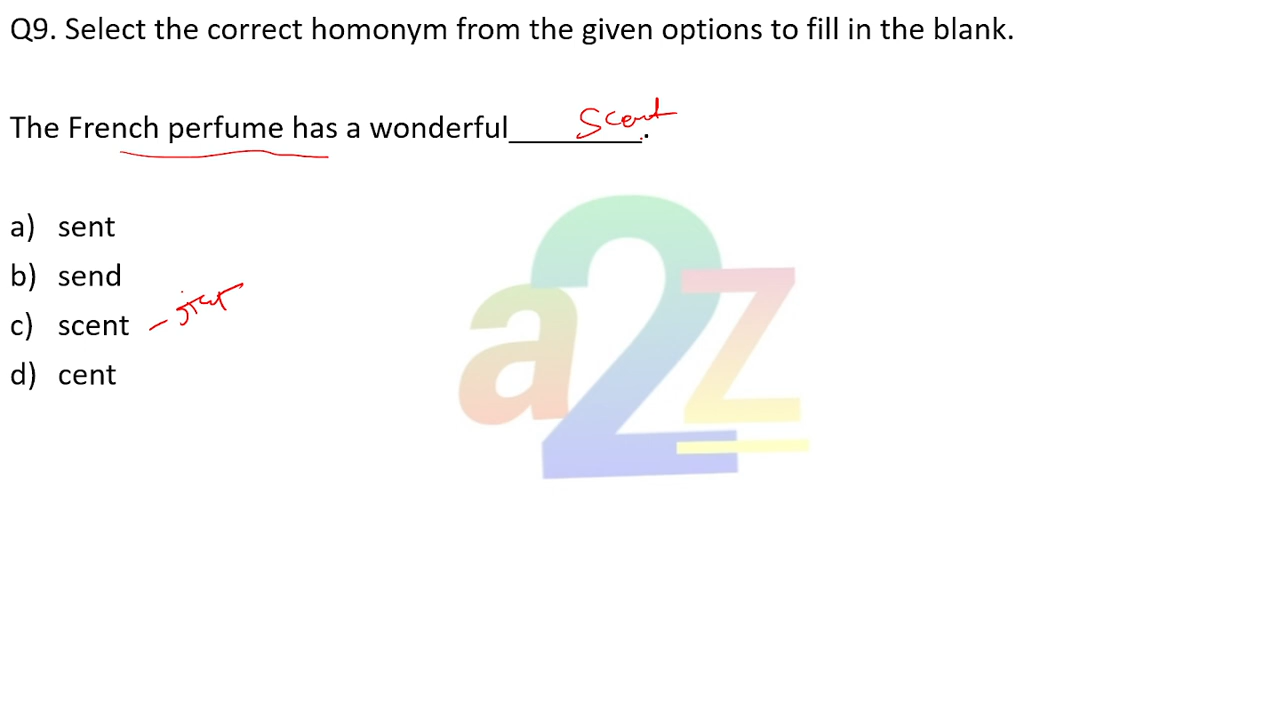 Q9. Select the correct homonym from the given options to fill in the blank.
The French perfume has a wonderful_________.
Scent
a) sent
b) send
c) scent
d) cent
a2z